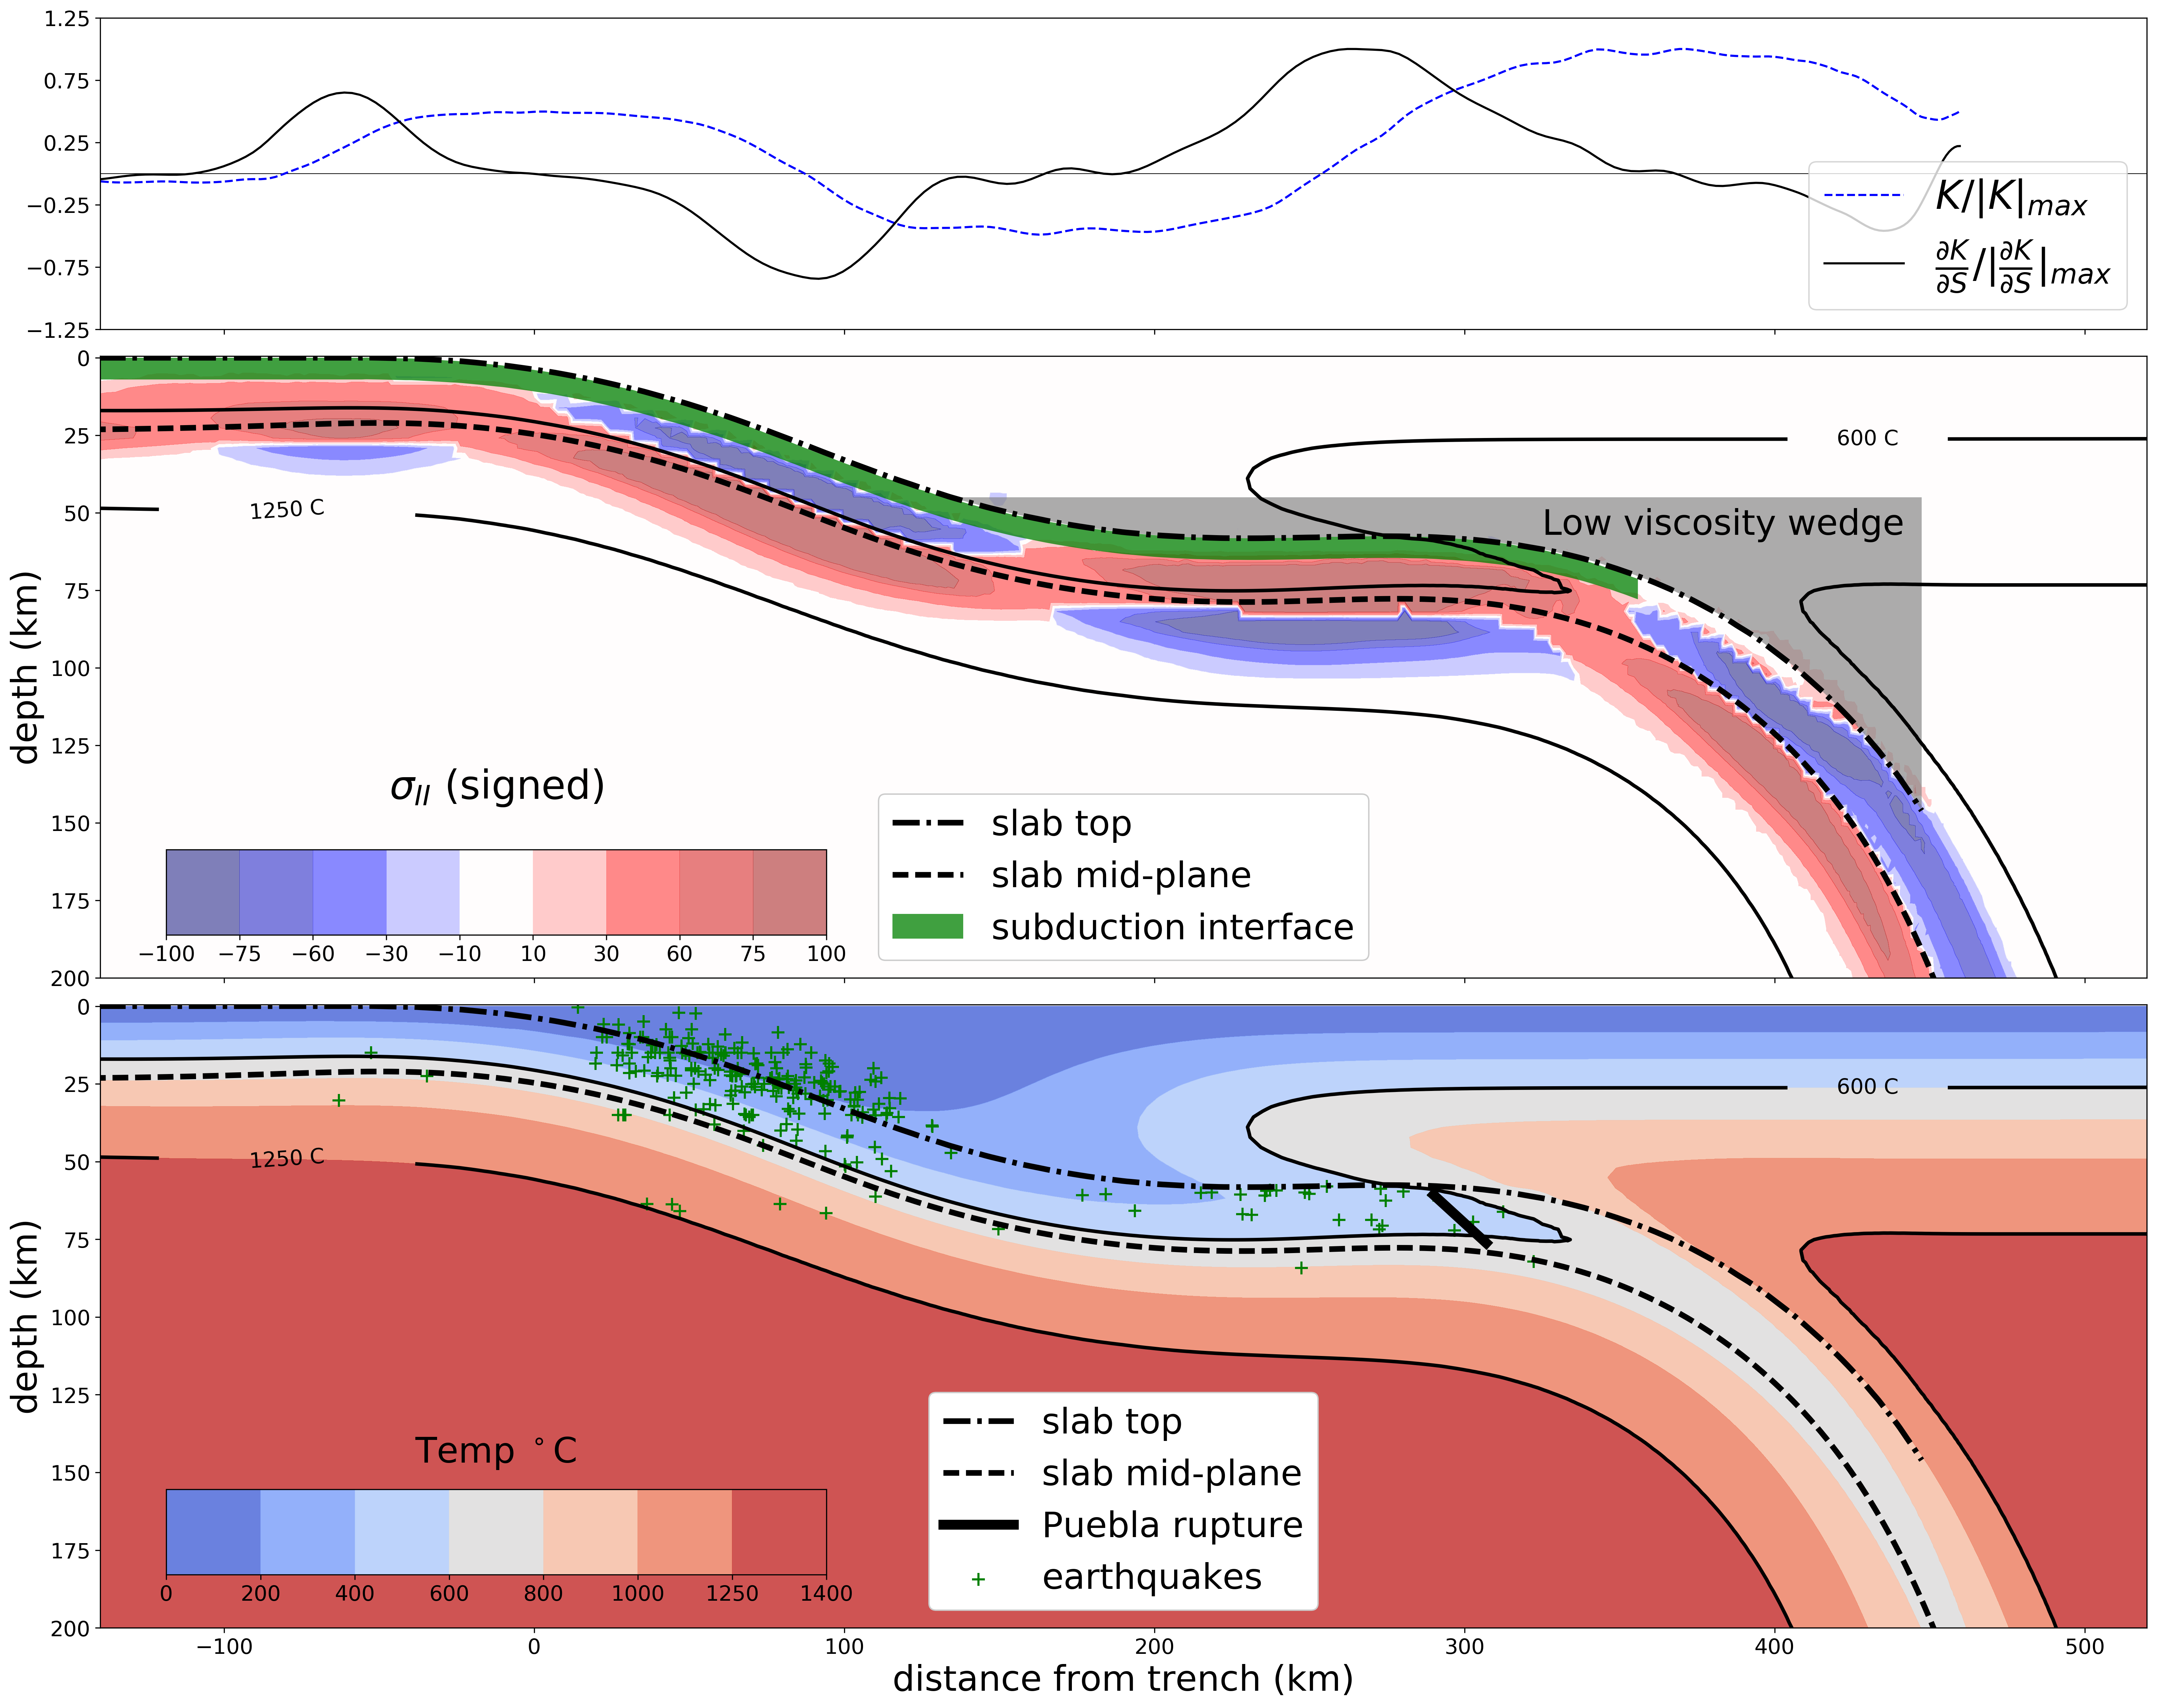 1.25
0.75
0.25
−0.25
−0.75
−1.25
K/|K|max
∂K/∂S/|∂K/∂S|max
0
25
50
75
100
125
150
175
200
depth (km)
600 C
1250 C
Low viscosity wedge
σII (signed)
−100 −75 −60 −30 −10 10 30 60 75 100
slab top
slab mid-plane
subduction interface
0
25
50
75
100
125
150
175
200
depth (km)
600 C
1250 C
Temp °C
0 200 400 600 800 1000 1250 1400
slab top
slab mid-plane
Puebla rupture
earthquakes
−100 0 100 200 300 400 500
distance from trench (km)